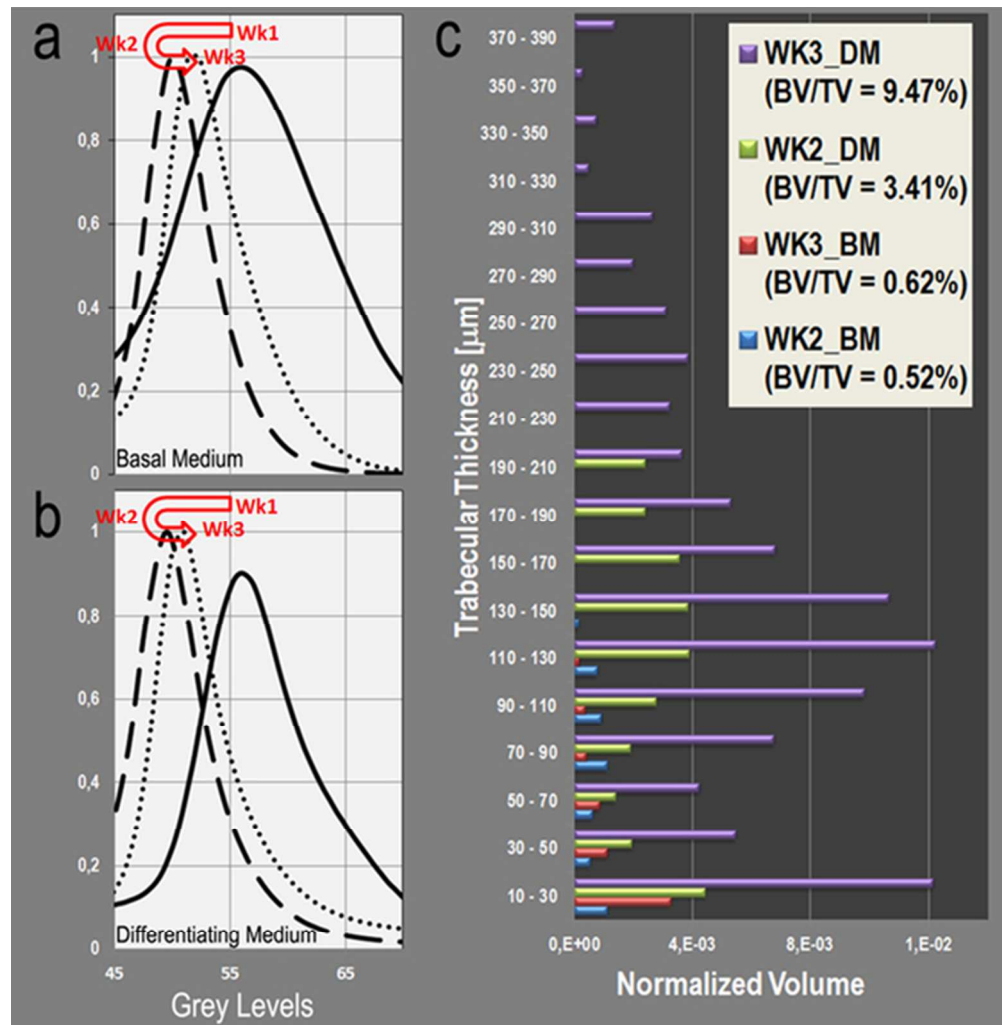 a
Wk2
Wk1
Wk3
1
0,8
0,6
0,4
0,2
0
Basal Medium
b
Wk2
Wk1
Wk3
1
0,8
0,6
0,4
0,2
0
Differentiating Medium
45
55
65
Grey Levels
c
Trabecular Thickness [µm]
370 - 390
350 - 370
330 - 350
310 - 330
290 - 310
270 - 290
250 - 270
230 - 250
210 - 230
190 - 210
170 - 190
150 - 170
130 - 150
110 - 130
90 - 110
70 - 90
50 - 70
30 - 50
10 - 30
0,E+00
4,E-03
8,E-03
1,E-02
Normalized Volume
WK3_DM
(BV/TV = 9.47%)
WK2_DM
(BV/TV = 3.41%)
WK3_BM
(BV/TV = 0.62%)
WK2_BM
(BV/TV = 0.52%)